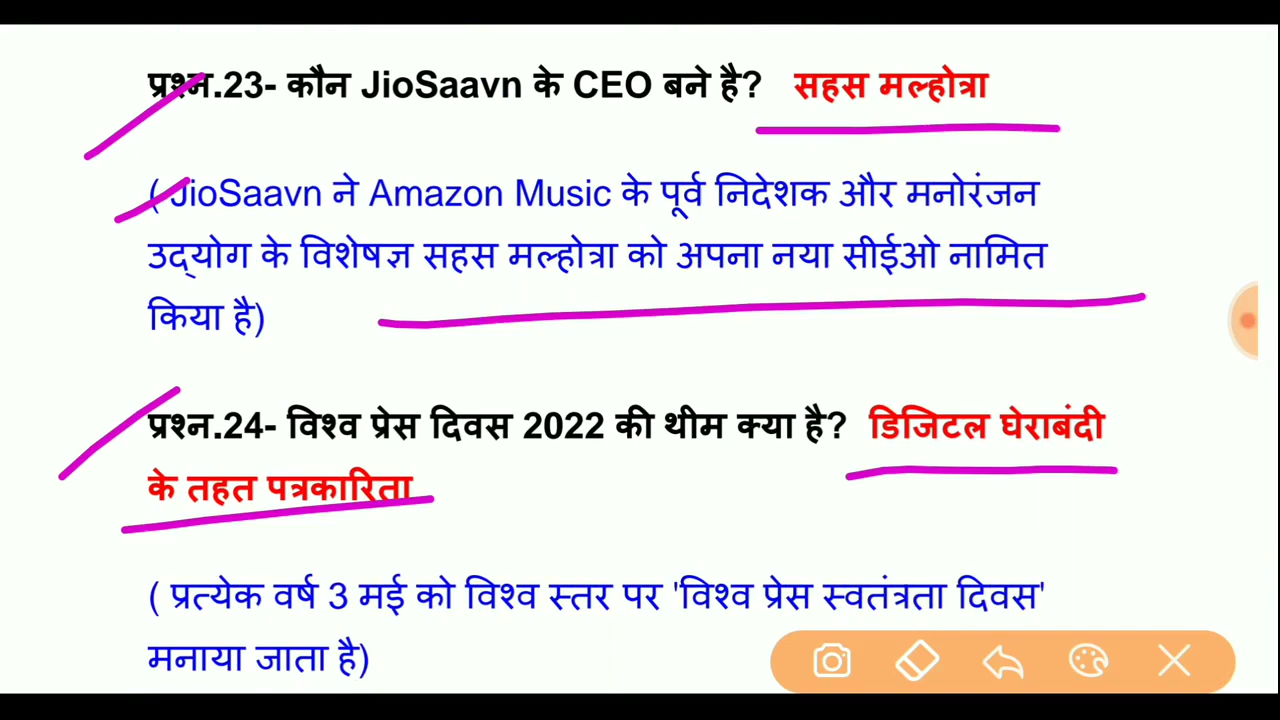 प्रश्न.23- कौन JioSaavn के CEO बने है? सहस मल्होत्रा
( JioSaavn ने Amazon Music के पूर्व निदेशक और मनोरंजन
उद्योग के विशेषज्ञ सहस मल्होत्रा को अपना नया सीईओ नामित
किया है)
प्रश्न.24- विश्व प्रेस दिवस 2022 की थीम क्या है? डिजिटल घेराबंदी
के तहत पत्रकारिता
( प्रत्येक वर्ष 3 मई को विश्व स्तर पर 'विश्व प्रेस स्वतंत्रता दिवस'
मनाया जाता है)